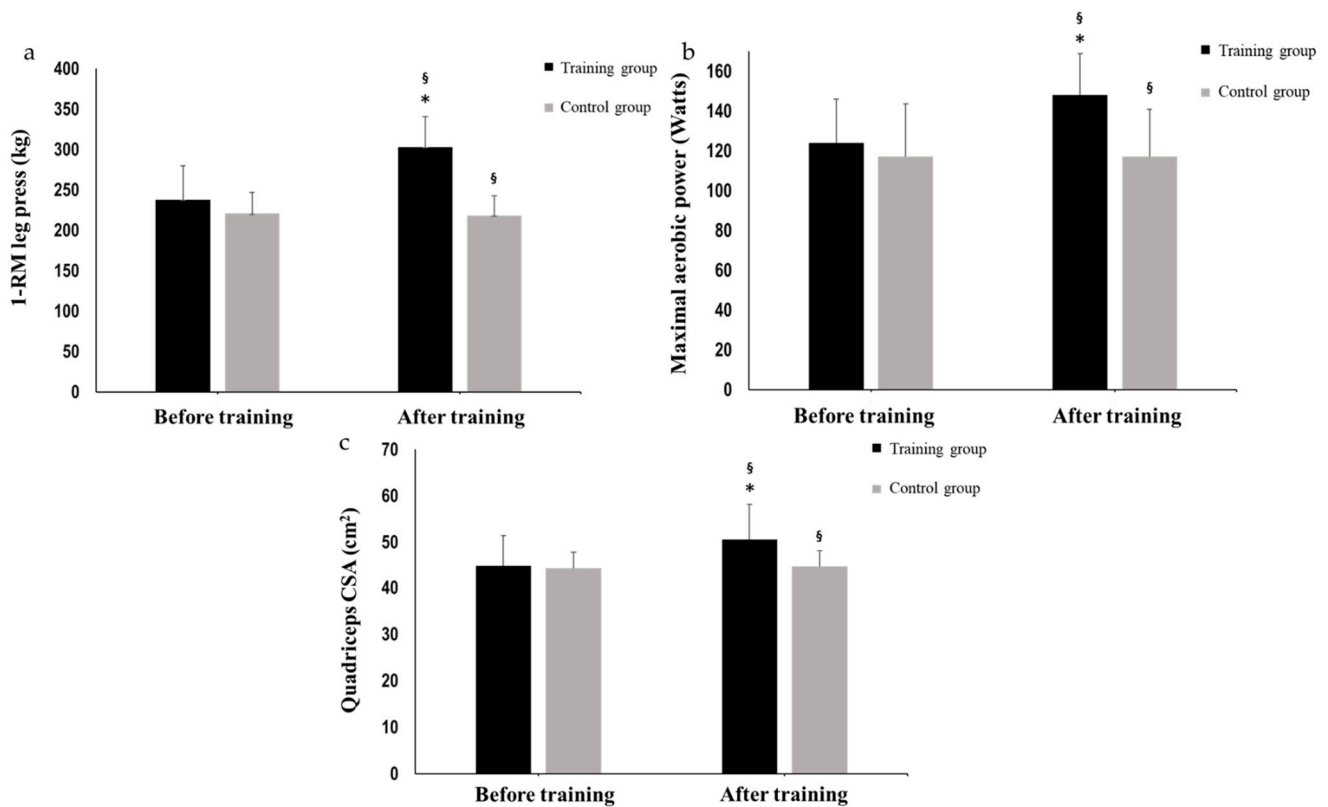 a
1-RM leg press (kg)
400
350
300
250
200
150
100
50
0
§
*
§
Training group
Control group
Before training
After training
b
Maximal aerobic power (Watts)
160
140
120
100
80
60
40
20
0
§
*
§
Training group
Control group
Before training
After training
c
Quadriceps CSA (cm²)
70
60
50
40
30
20
10
0
§
*
§
Training group
Control group
Before training
After training